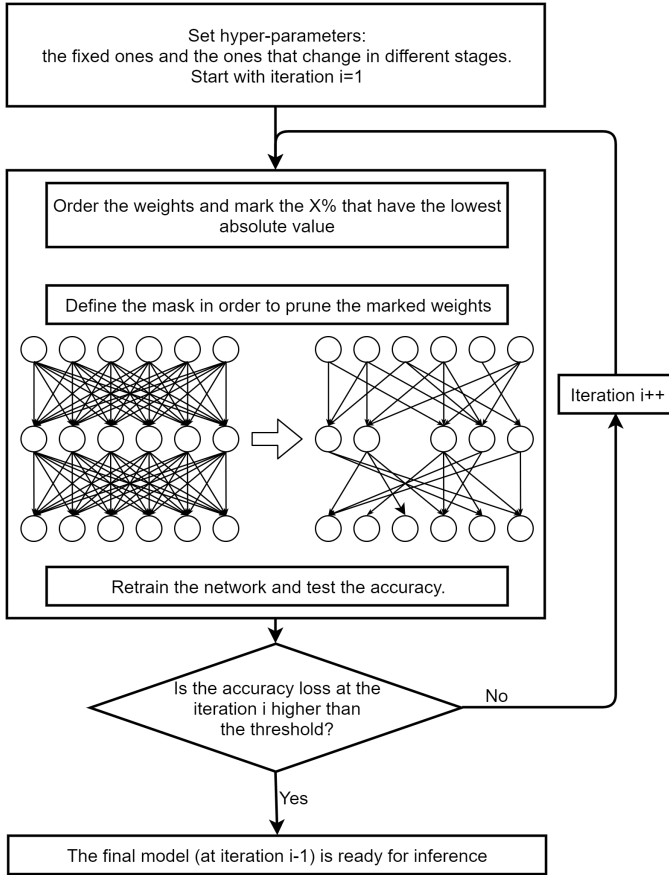 Set hyper-parameters:
the fixed ones and the ones that change in different stages.
Start with iteration i=1
Order the weights and mark the X% that have the lowest
absolute value
Define the mask in order to prune the marked weights
Iteration i++
Retrain the network and test the accuracy.
Is the accuracy loss at the
iteration i higher than
the threshold?
No
Yes
The final model (at iteration i-1) is ready for inference